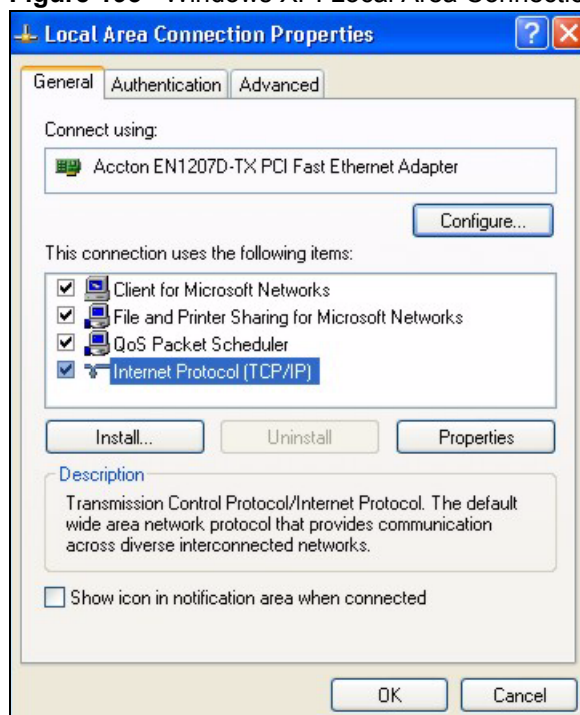 Local Area Connection Properties
General Authentication Advanced
Connect using:
Accton EN1207D-TX PCI Fast Ethernet Adapter
Configure...
This connection uses the following items:
Client for Microsoft Networks
File and Printer Sharing for Microsoft Networks
QoS Packet Scheduler
Internet Protocol (TCP/IP)
Install... Uninstall Properties
Description
Transmission Control Protocol/Internet Protocol. The default
wide area network protocol that provides communication
across diverse interconnected networks.
Show icon in notification area when connected
OK Cancel